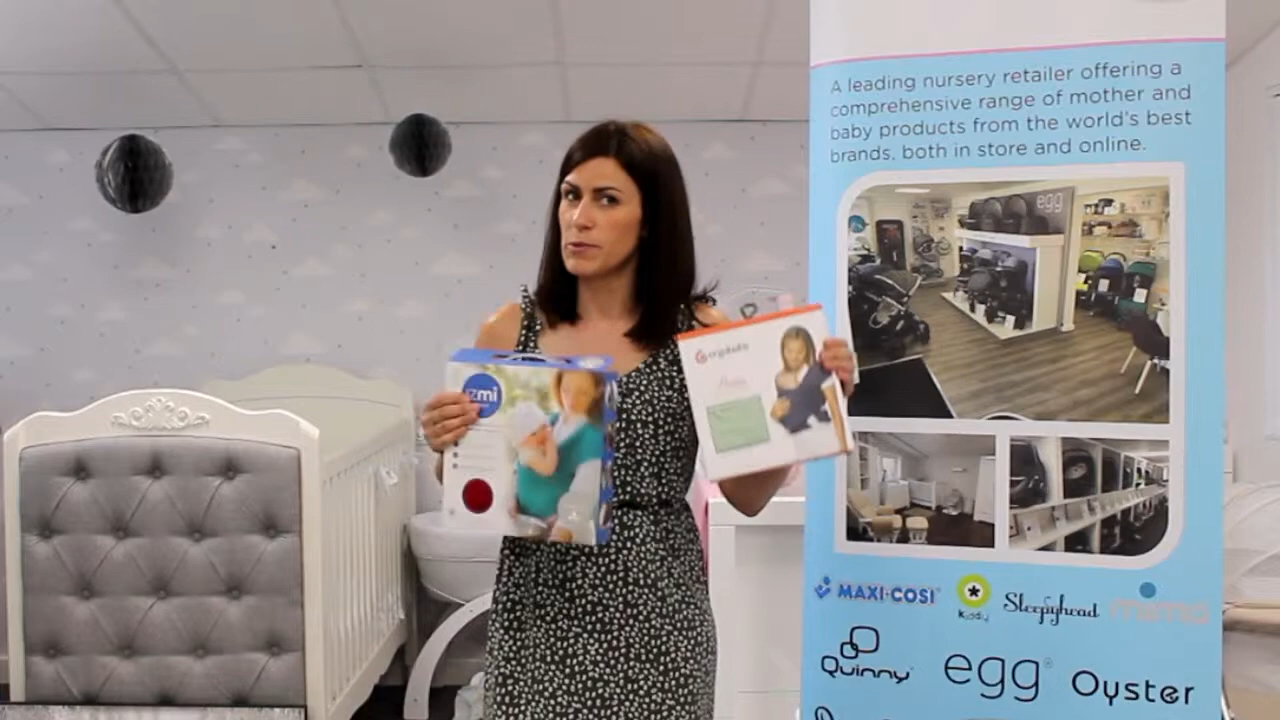 A leading nursery retailer offering a
comprehensive range of mother and
baby products from the world's best
brands, both in store and online.
egg
izmi
ergobaby
MAXI-COSI
kiddy
Sleepyhead
mima
Quinny
egg
Oyster